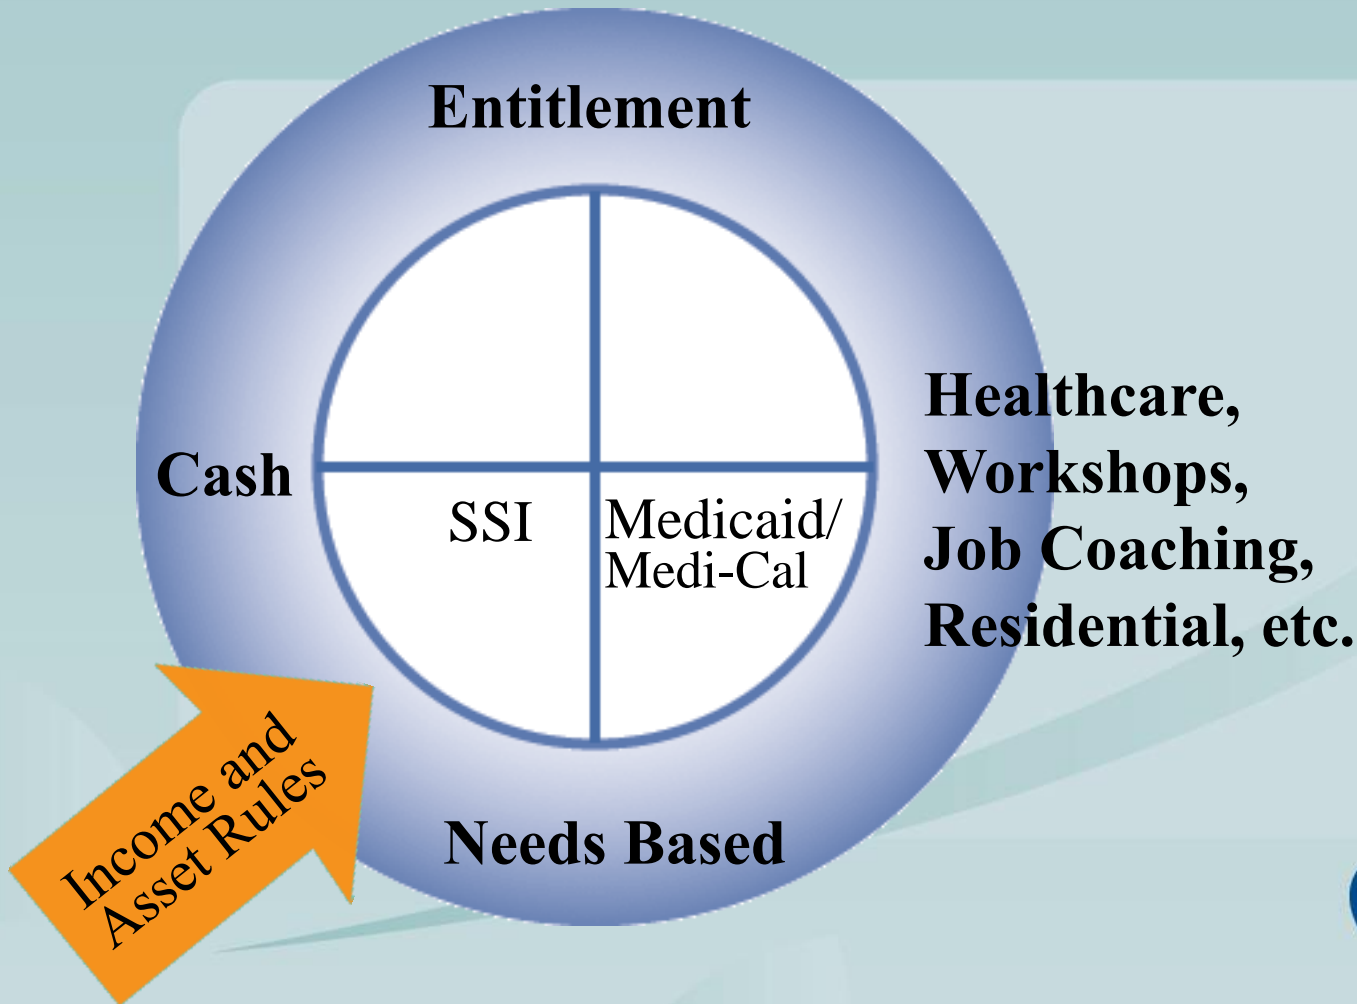 Entitlement
Cash
Healthcare,
Workshops,
Job Coaching,
Residential, etc.
SSI
Medicaid/
Medi-Cal
Income and
Asset Rules
Needs Based